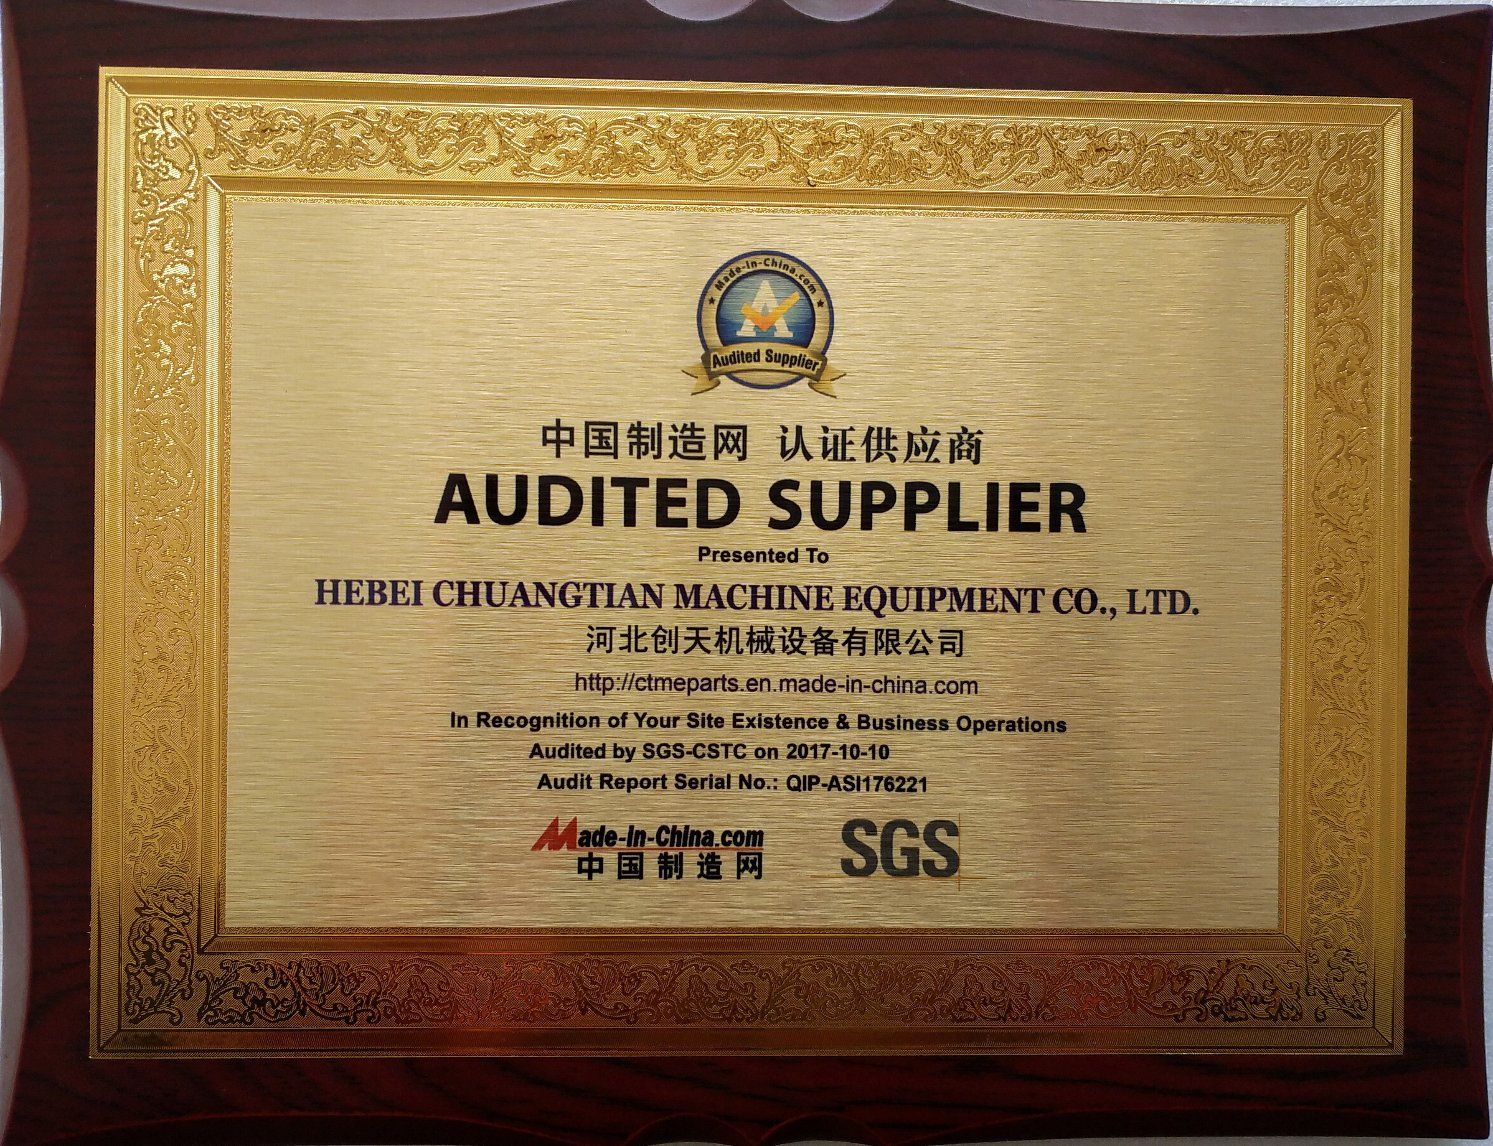 Made-in-China.com
A
Audited Supplier
中国制造网 认证供应商
AUDITED SUPPLIER
Presented To
HEBEI CHUANGTIAN MACHINE EQUIPMENT CO., LTD.
河北创天机械设备有限公司
http://ctmeparts.en.made-in-china.com
In Recognition of Your Site Existence & Business Operations
Audited by SGS-CSTC on 2017-10-10
Audit Report Serial No.: QIP-ASI176221
Made-in-China.com
中国制造网
SGS